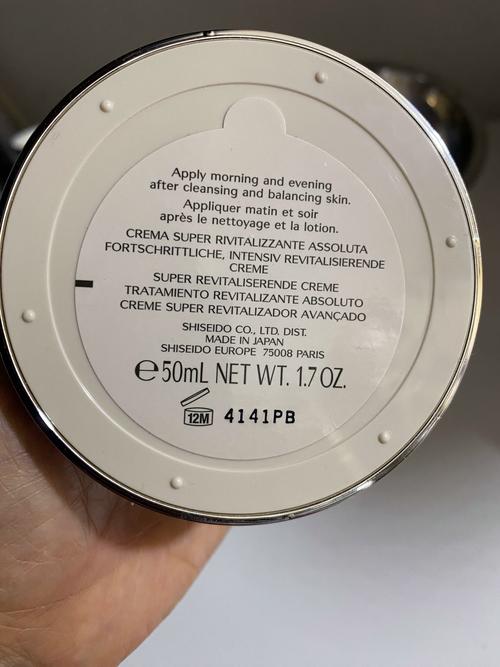 Apply morning and evening
after cleansing and balancing skin.
Appliquer matin et soir
après le nettoyage et la lotion.
CREMA SUPER RIVITALIZZANTE ASSOLUTA
FORTSCHRITTLICHE, INTENSIV REVITALISIERENDE
CREME
SUPER REVITALISERENDE CREME
TRATAMIENTO REVITALIZANTE ABSOLUTO
CREME SUPER REVITALIZADOR AVANÇADO
SHISEIDO CO., LTD. DIST.
MADE IN JAPAN
SHISEIDO EUROPE 75008 PARIS
℮50mL NET WT. 1.7 OZ.
12M 4141PB